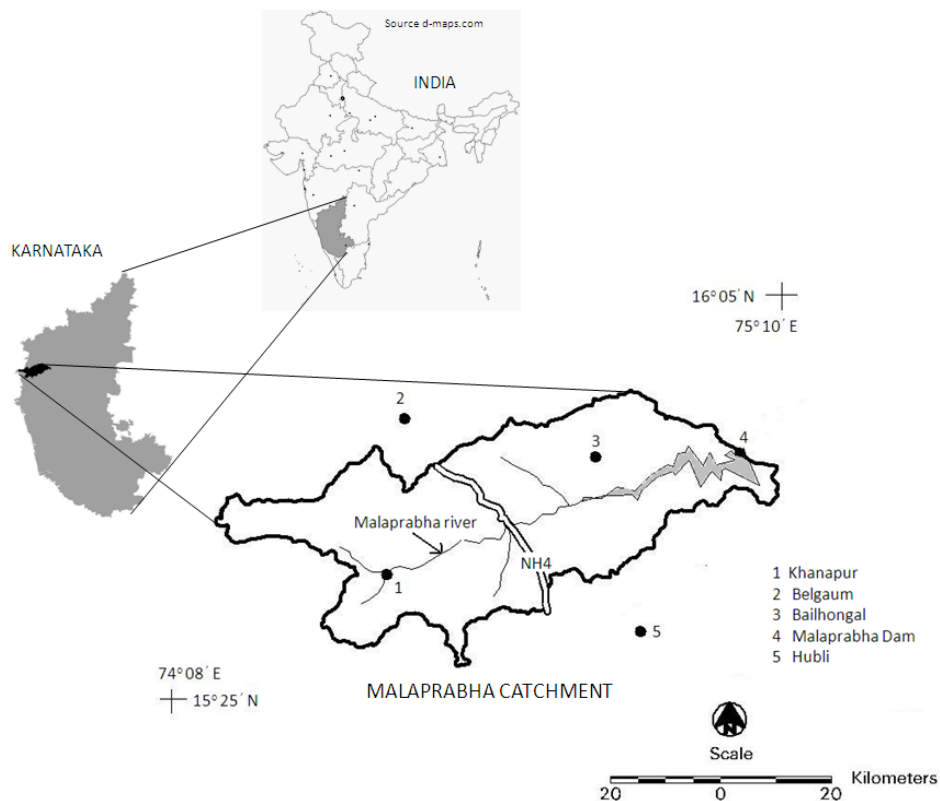 Source d-maps.com
INDIA
KARNATAKA
16° 05´ N
75° 10´ E
2
3
4
Malaprabha river
NH4
1
5
1 Khanapur
2 Belgaum
3 Bailhongal
4 Malaprabha Dam
5 Hubli
74° 08´ E
15° 25´ N
MALAPRABHA CATCHMENT
N
Scale
Kilometers
20 0 20